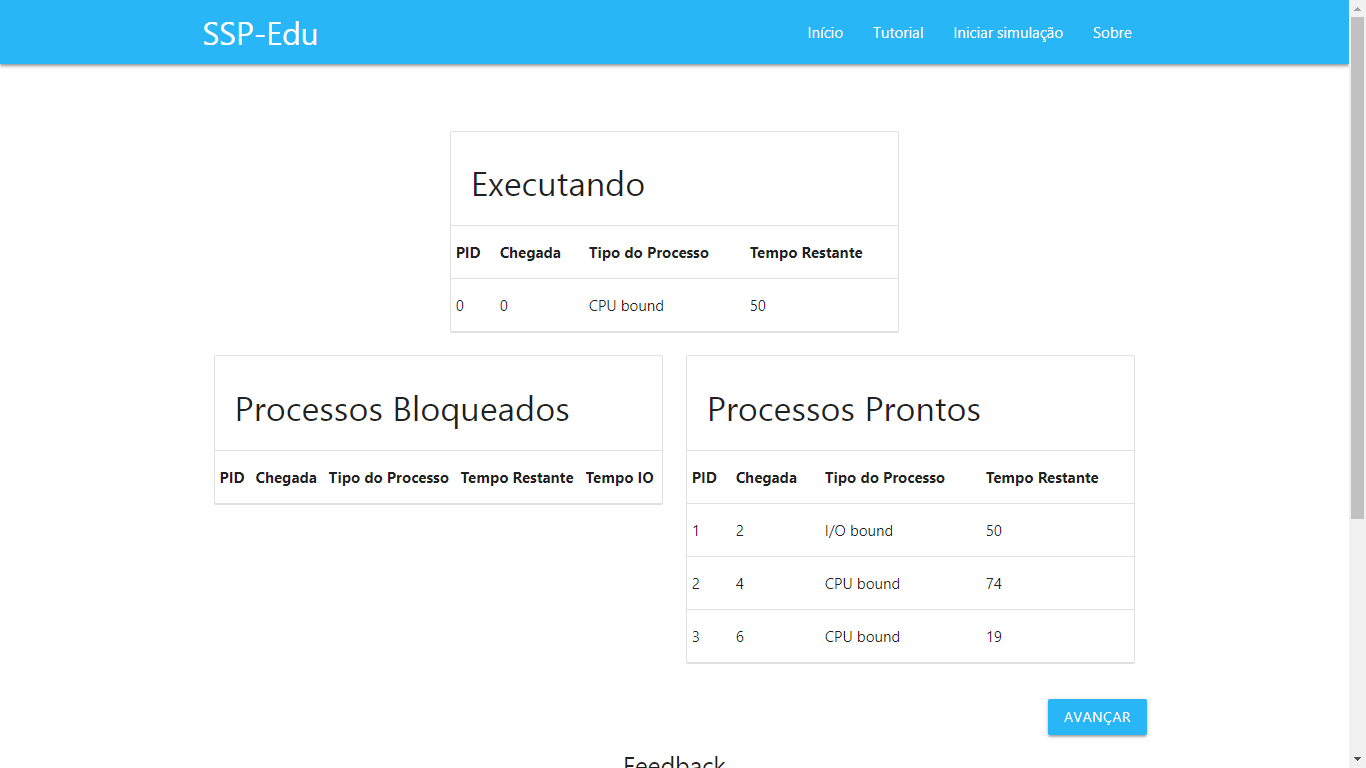 SSP-Edu Início Tutorial Iniciar simulação Sobre
Executando
PID Chegada Tipo do Processo Tempo Restante
0 0 CPU bound 50
Processos Bloqueados
PID Chegada Tipo do Processo Tempo Restante Tempo IO
Processos Prontos
PID Chegada Tipo do Processo Tempo Restante
1 2 I/O bound 50
2 4 CPU bound 74
3 6 CPU bound 19
AVANÇAR
Feedback